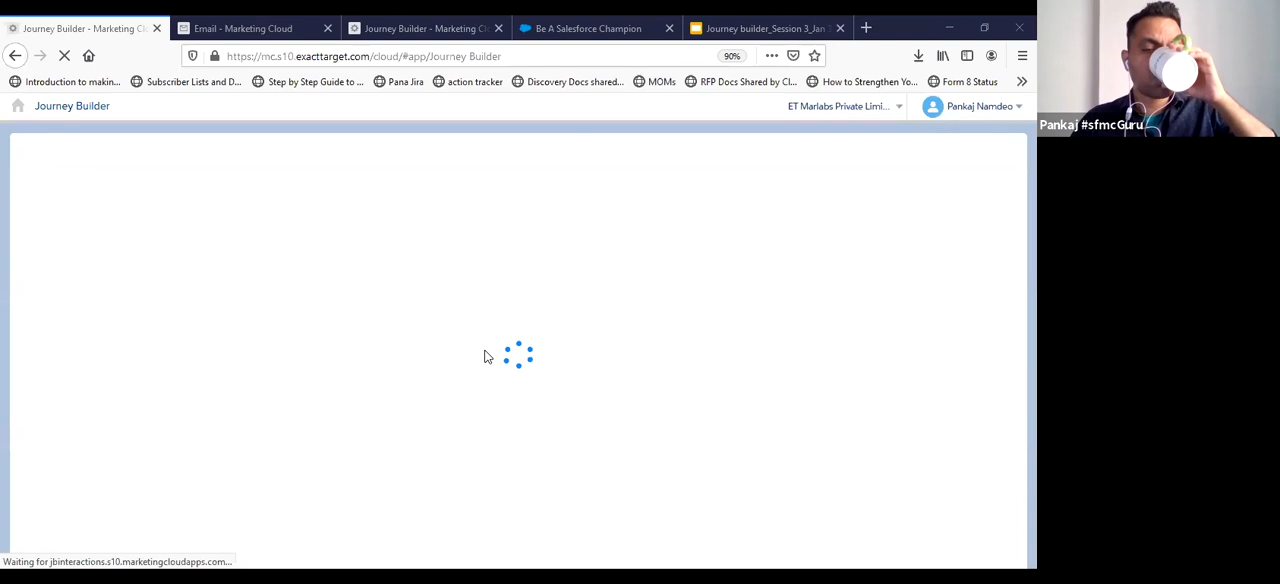 Journey Builder - Marketing Clo
Email - Marketing Cloud
Journey Builder - Marketing Clo
Be A Salesforce Champion
Journey builder_Session 3_Jan
https://mc.s10.exacttarget.com/cloud/#app/Journey Builder
90%
Introduction to makin...
Subscriber Lists and D...
Step by Step Guide to ...
Pana Jira
action tracker
Discovery Docs shared...
MOMs
RFP Docs Shared by Cl...
How to Strengthen Yo...
Form 8 Status
Journey Builder
ET Marlabs Private Limi...
Pankaj Namdeo
Pankaj #sfmcGuru
Waiting for jbinteractions.s10.marketingcloudapps.com...